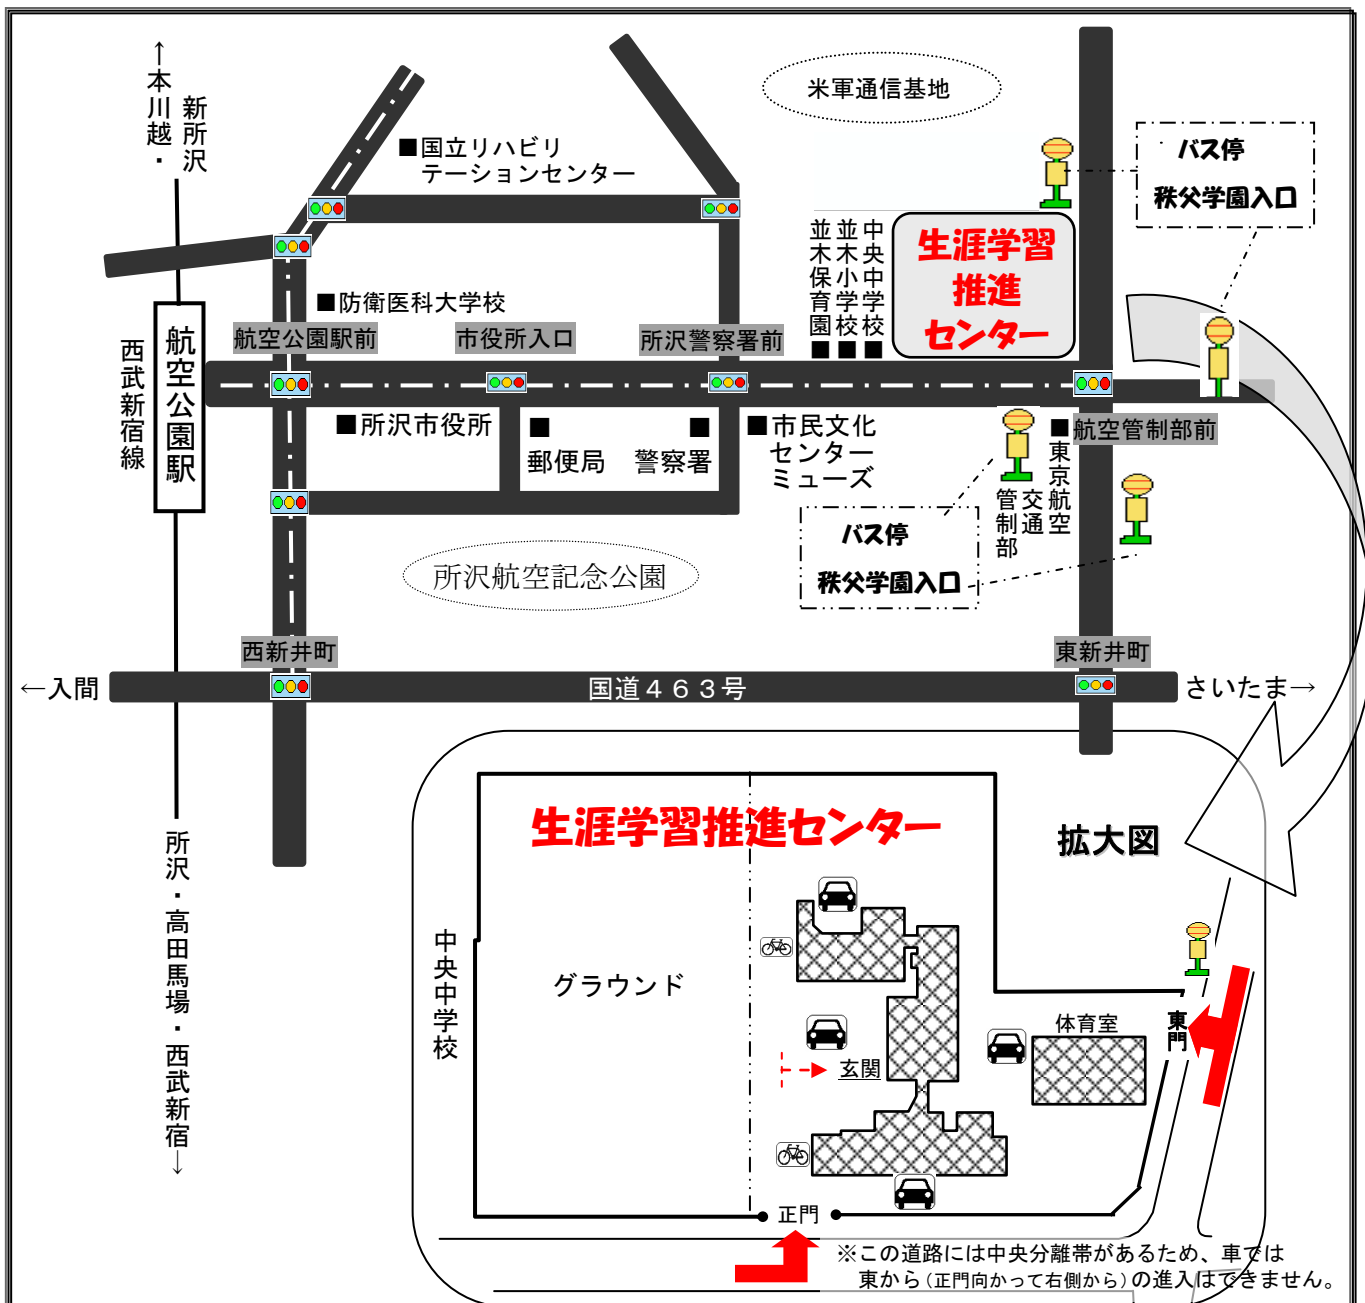 ↑本川越・
新所沢
米軍通信基地
■国立リハビリ
テーションセンター
バス停
秩父学園入口
並木保育園■
並木小学校■
中央中学校■
生涯学習
推進
センター
■防衛医科大学校
航空公園駅前
市役所入口
所沢警察署前
西武新宿線
航空公園駅
■所沢市役所
■
郵便局
■
警察署
■市民文化
センター
ミューズ
■東京航空
交通
管制部
航空管制部前
バス停
秩父学園入口
所沢航空記念公園
西新井町
東新井町
←入間
国道463号
さいたま→
所沢・高田馬場・西武新宿→
生涯学習推進センター
拡大図
中央中学校
グラウンド
体育室
東門
玄関
正門
※この道路には中央分離帯があるため、車では
東から(正門向かって右側から)の進入はできません。